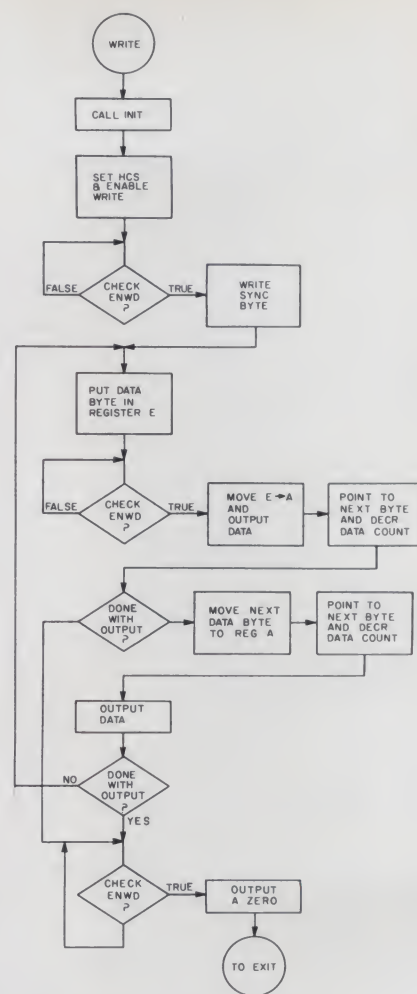 WRITE
CALL INIT
SET HCS
& ENABLE
WRITE
FALSE
CHECK
ENWD
?
TRUE
WRITE
SYNC
BYTE
PUT DATA
BYTE IN
REGISTER E
FALSE
CHECK
ENWD
?
TRUE
MOVE E→A
AND
OUTPUT
DATA
POINT TO
NEXT BYTE
AND DECR
DATA COUNT
DONE
WITH
OUTPUT
?
MOVE NEXT
DATA BYTE
TO REG A
POINT TO
NEXT BYTE
AND DECR
DATA COUNT
OUTPUT
DATA
NO
DONE
WITH
OUTPUT
?
YES
CHECK
ENWD
?
TRUE
OUTPUT
A ZERO
TO EXIT